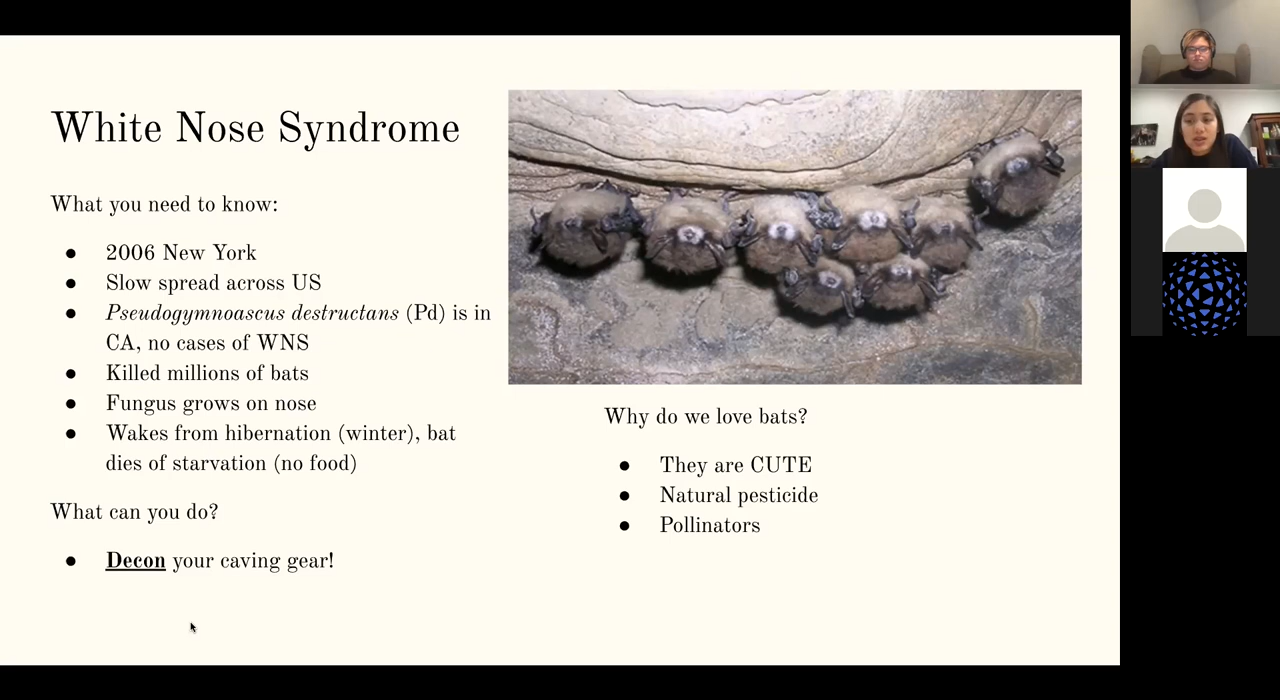 White Nose Syndrome
What you need to know:
● 2006 New York
● Slow spread across US
● Pseudogymnoascus destructans (Pd) is in
CA, no cases of WNS
● Killed millions of bats
● Fungus grows on nose
● Wakes from hibernation (winter), bat
dies of starvation (no food)
What can you do?
● Decon your caving gear!
Why do we love bats?
● They are CUTE
● Natural pesticide
● Pollinators